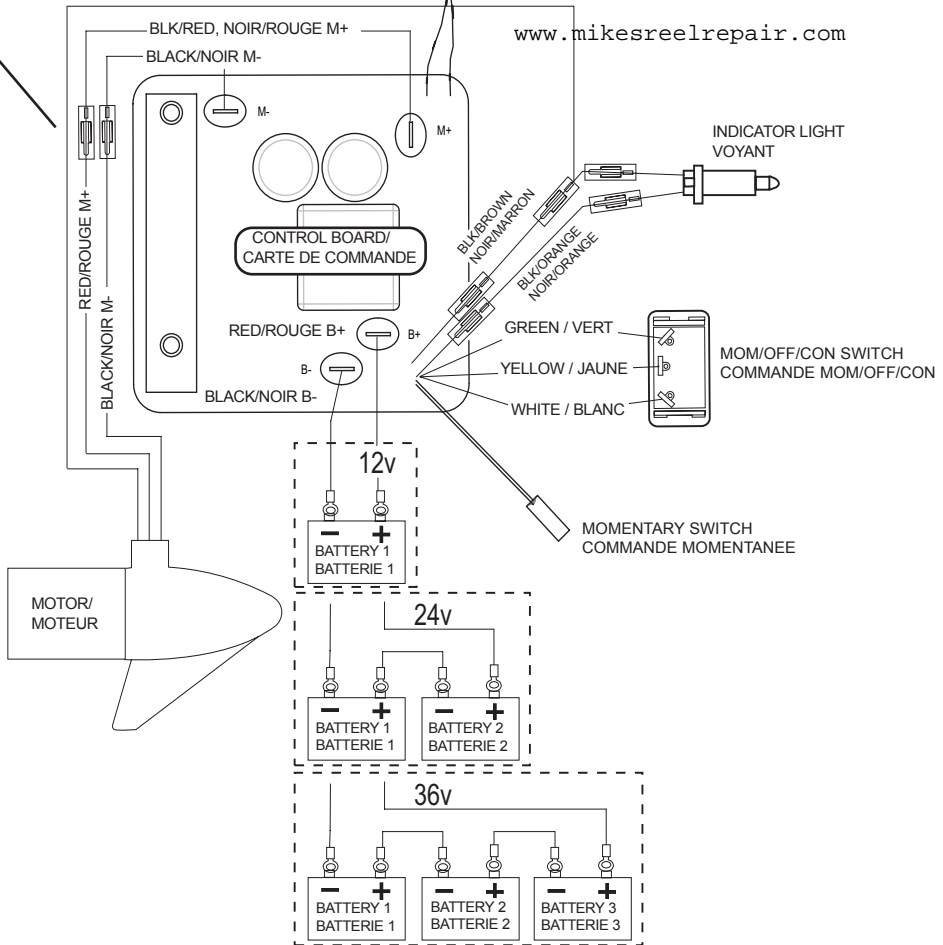 BLK/RED, NOIR/ROUGE M+
www.mikesreelrepair.com
BLACK/NOIR M-
M-
M+
INDICATOR LIGHT
VOYANT
RED/ROUGE M+
BLACK/NOIR M-
BLK/BROWN
NOIR/MARRON
BLK/ORANGE
NOIR/ORANGE
CONTROL BOARD/
CARTE DE COMMANDE
RED/ROUGE B+
B+
B-
BLACK/NOIR B-
GREEN / VERT
YELLOW / JAUNE
WHITE / BLANC
MOM/OFF/CON SWITCH
COMMANDE MOM/OFF/CON
12v
- +
BATTERY 1
BATTERIE 1
MOMENTARY SWITCH
COMMANDE MOMENTANEE
MOTOR/
MOTEUR
24v
- + - +
BATTERY 1 BATTERY 2
BATTERIE 1 BATTERIE 2
36v
- + - + - +
BATTERY 1 BATTERY 2 BATTERY 3
BATTERIE 1 BATTERIE 2 BATTERIE 3